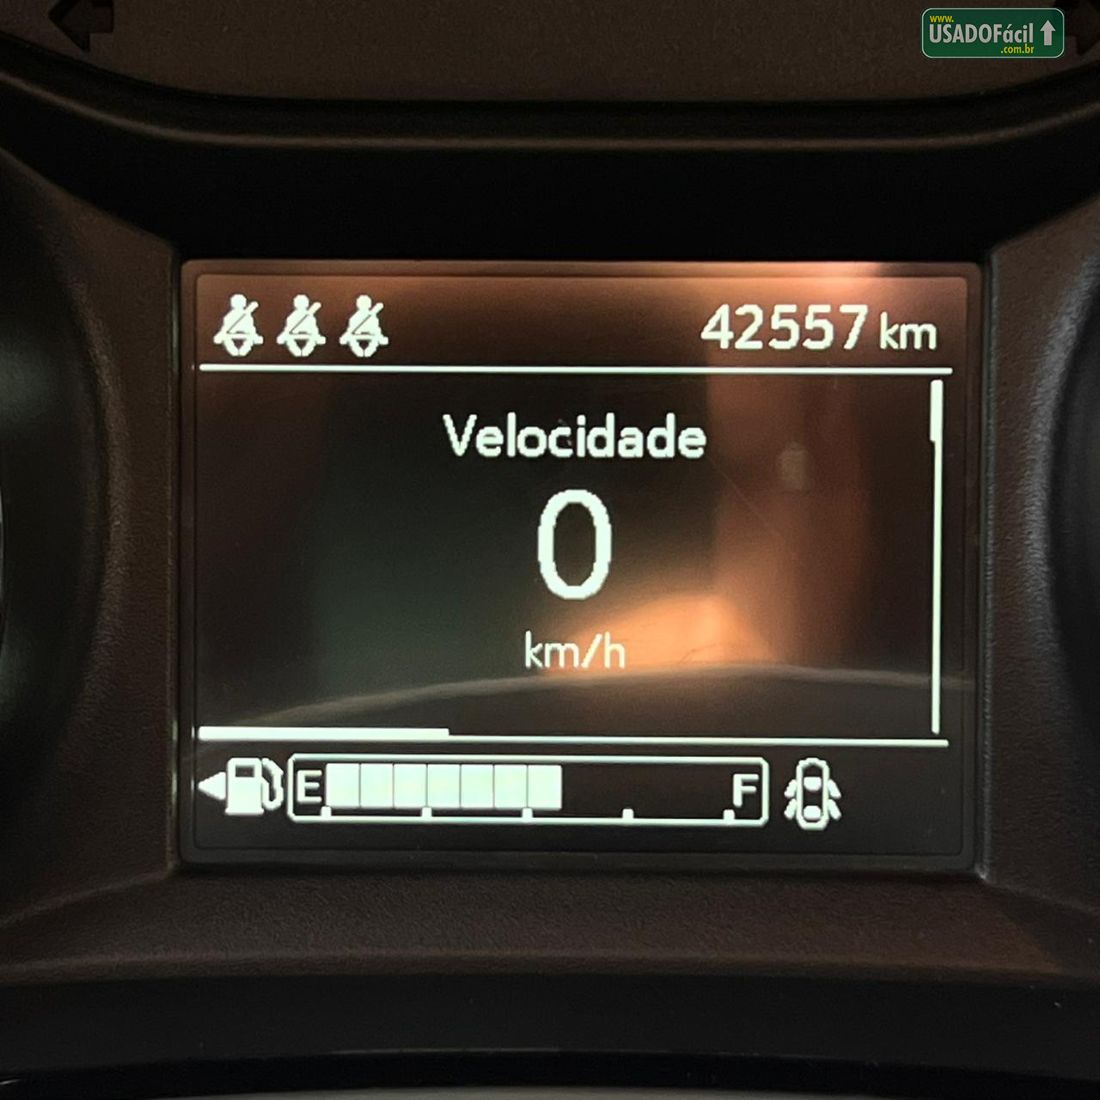 www.
USADOFácil
.com.br
42557 km
Velocidade
0
km/h
E F